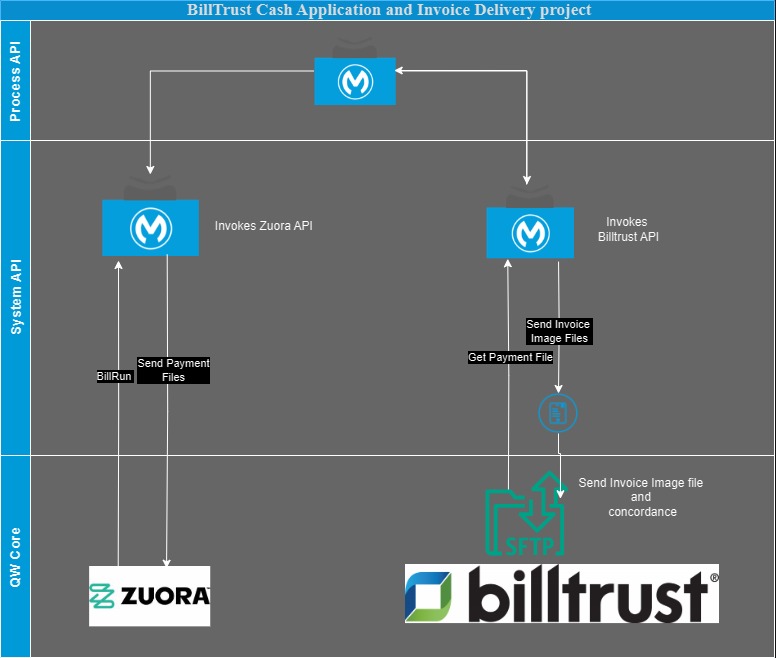 BillTrust Cash Application and Invoice Delivery project
Process API
System API
Invokes Zuora API
Invokes
Billtrust API
Send Invoice
Image Files
Get Payment File
BillRun
Send Payment
Files
QW Core
Send Invoice Image file
and
concordance
SFTP
ZUORA
billtrust®